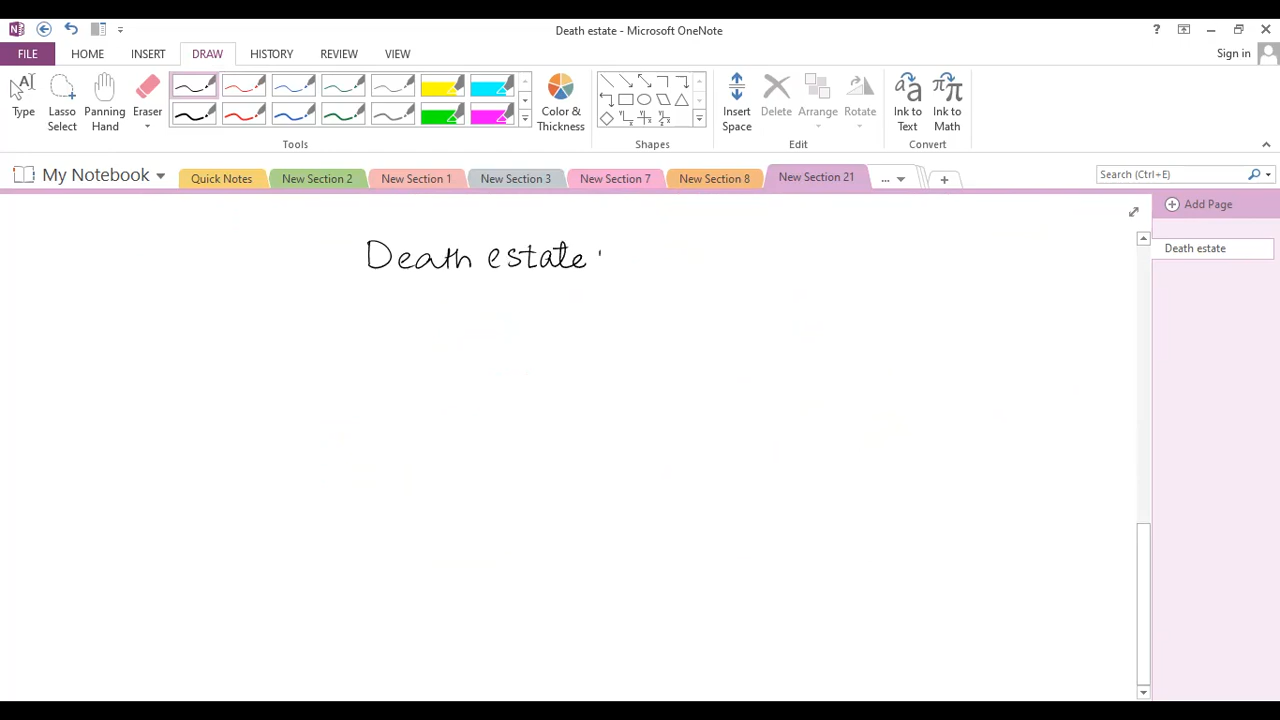 Death estate - Microsoft OneNote
?
FILE HOME INSERT DRAW HISTORY REVIEW VIEW Sign in
Type Lasso Select Panning Hand Eraser Color & Thickness Insert Space Delete Arrange Rotate Ink to Text Ink to Math
Tools Shapes Edit Convert
My Notebook Quick Notes New Section 2 New Section 1 New Section 3 New Section 7 New Section 8 New Section 21 ... Search (Ctrl+E)
Add Page
Death estate
Death estate '